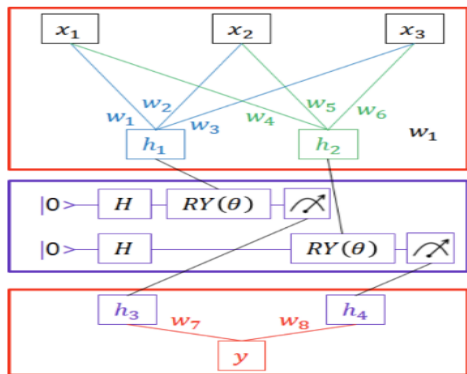 x₁ x₂ x₃
w₁ w₂ w₃ w₄ w₅ w₆ w₁
h₁ h₂
|0> H RY(θ)
|0> H RY(θ)
h₃ h₄
w₇ w₈
y